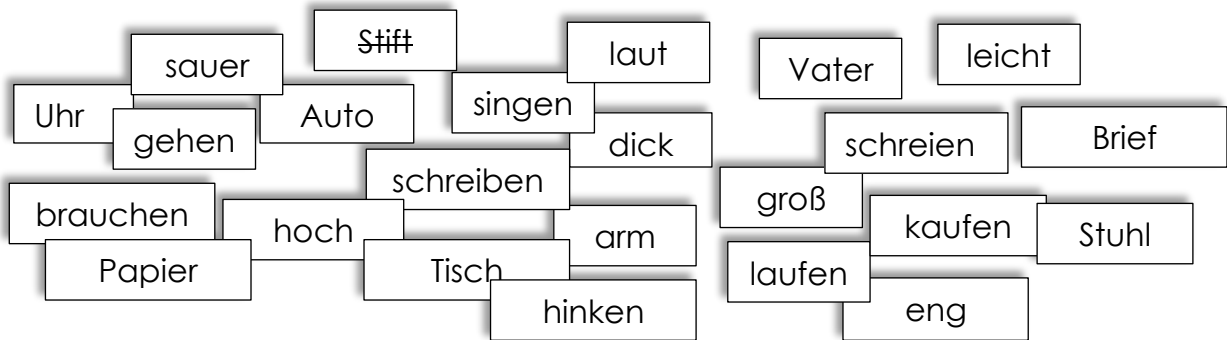 Stift
laut
leicht
sauer
Vater
singen
Uhr
Auto
gehen
dick
schreien
Brief
schreiben
groß
brauchen
hoch
arm
kaufen
Stuhl
Papier
Tisch
laufen
hinken
eng